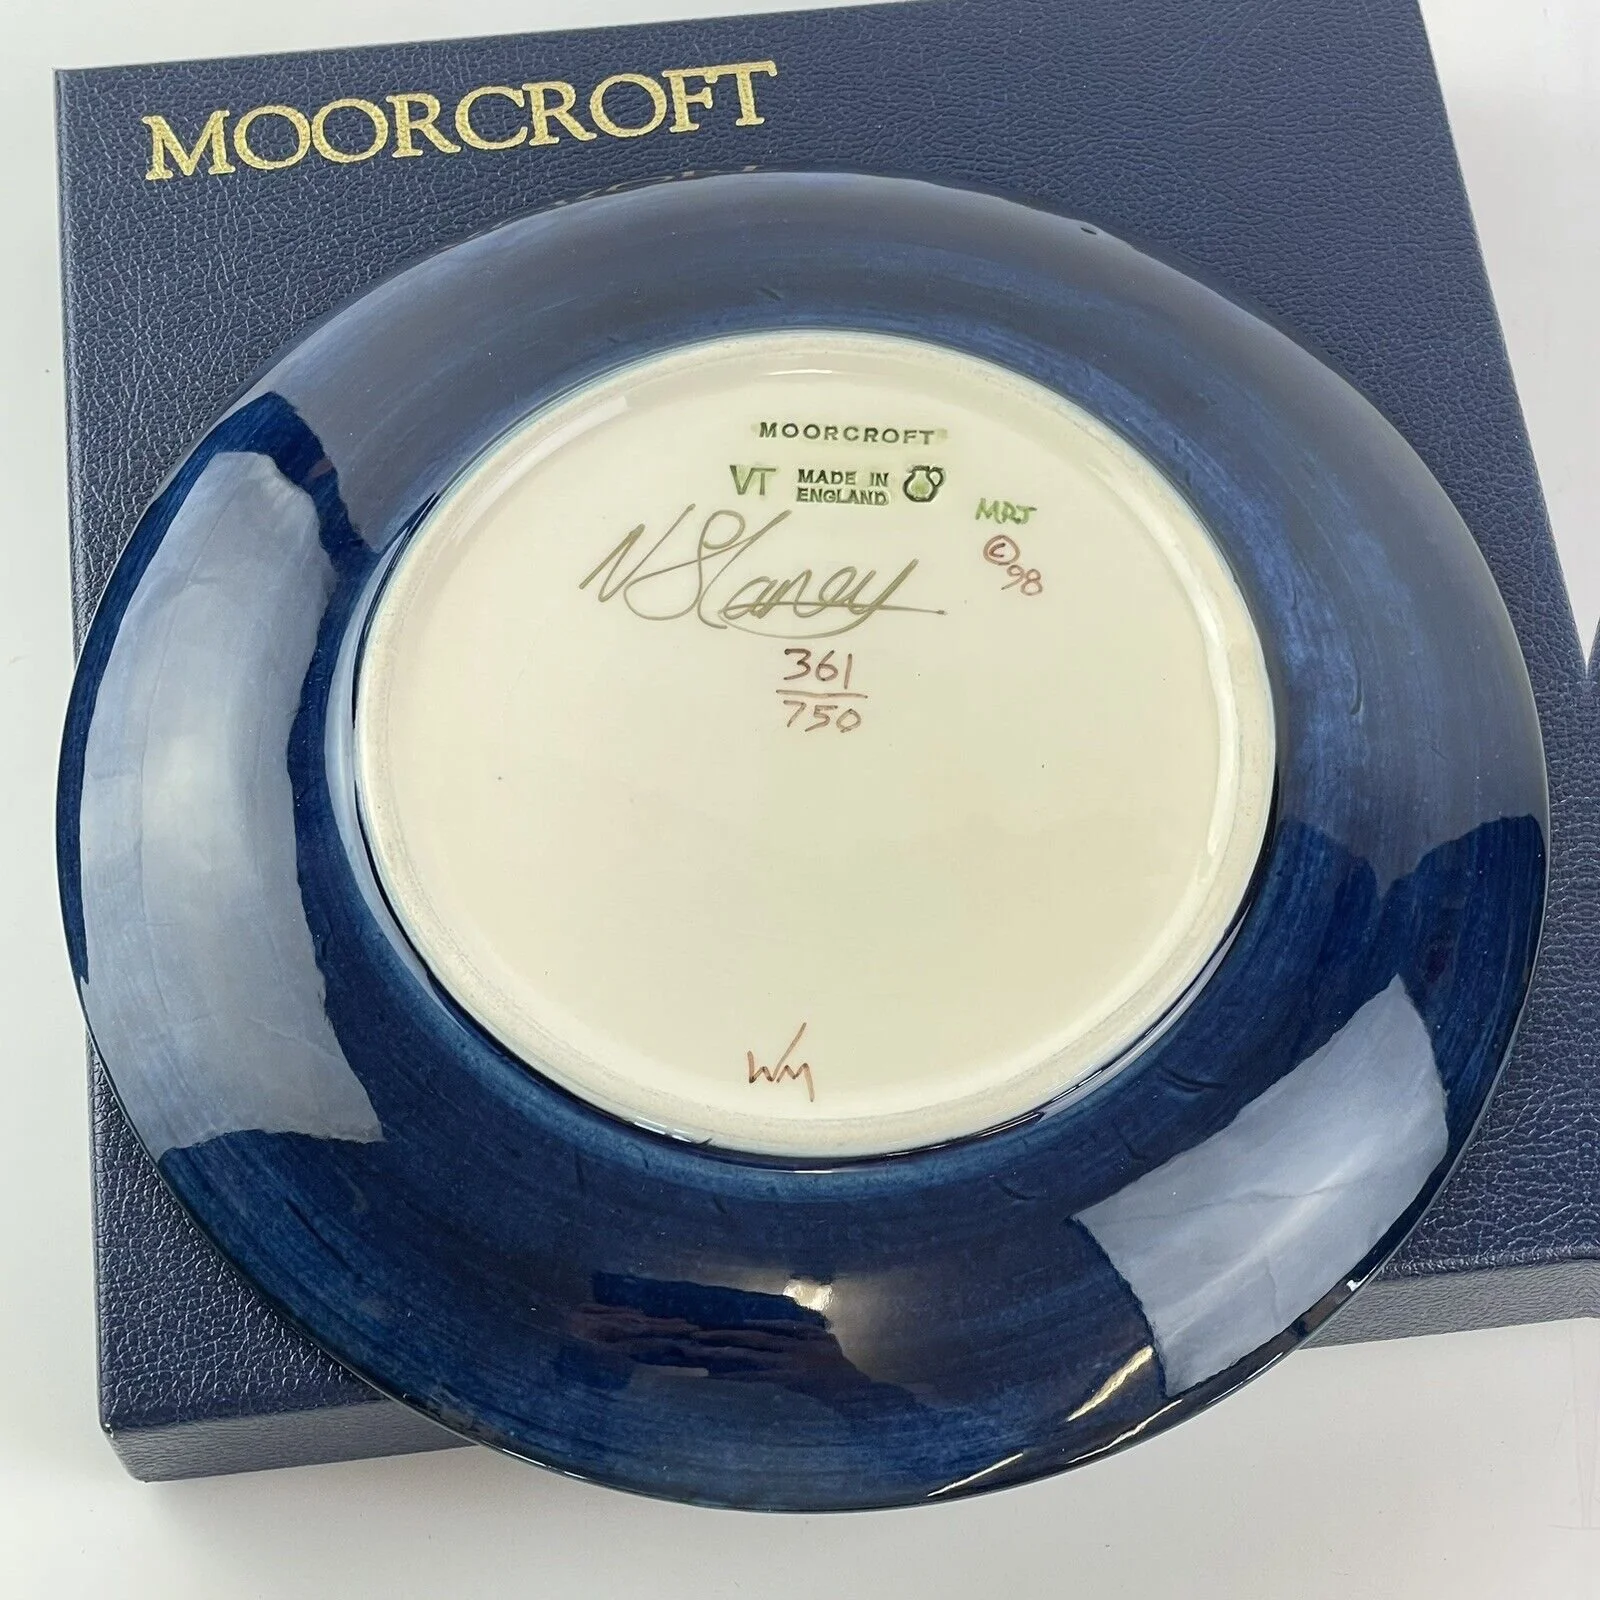 MOORCROFT
MOORCROFT
VT MADE IN
ENGLAND
MRJ
© 98
N Slaney
361
750
WM